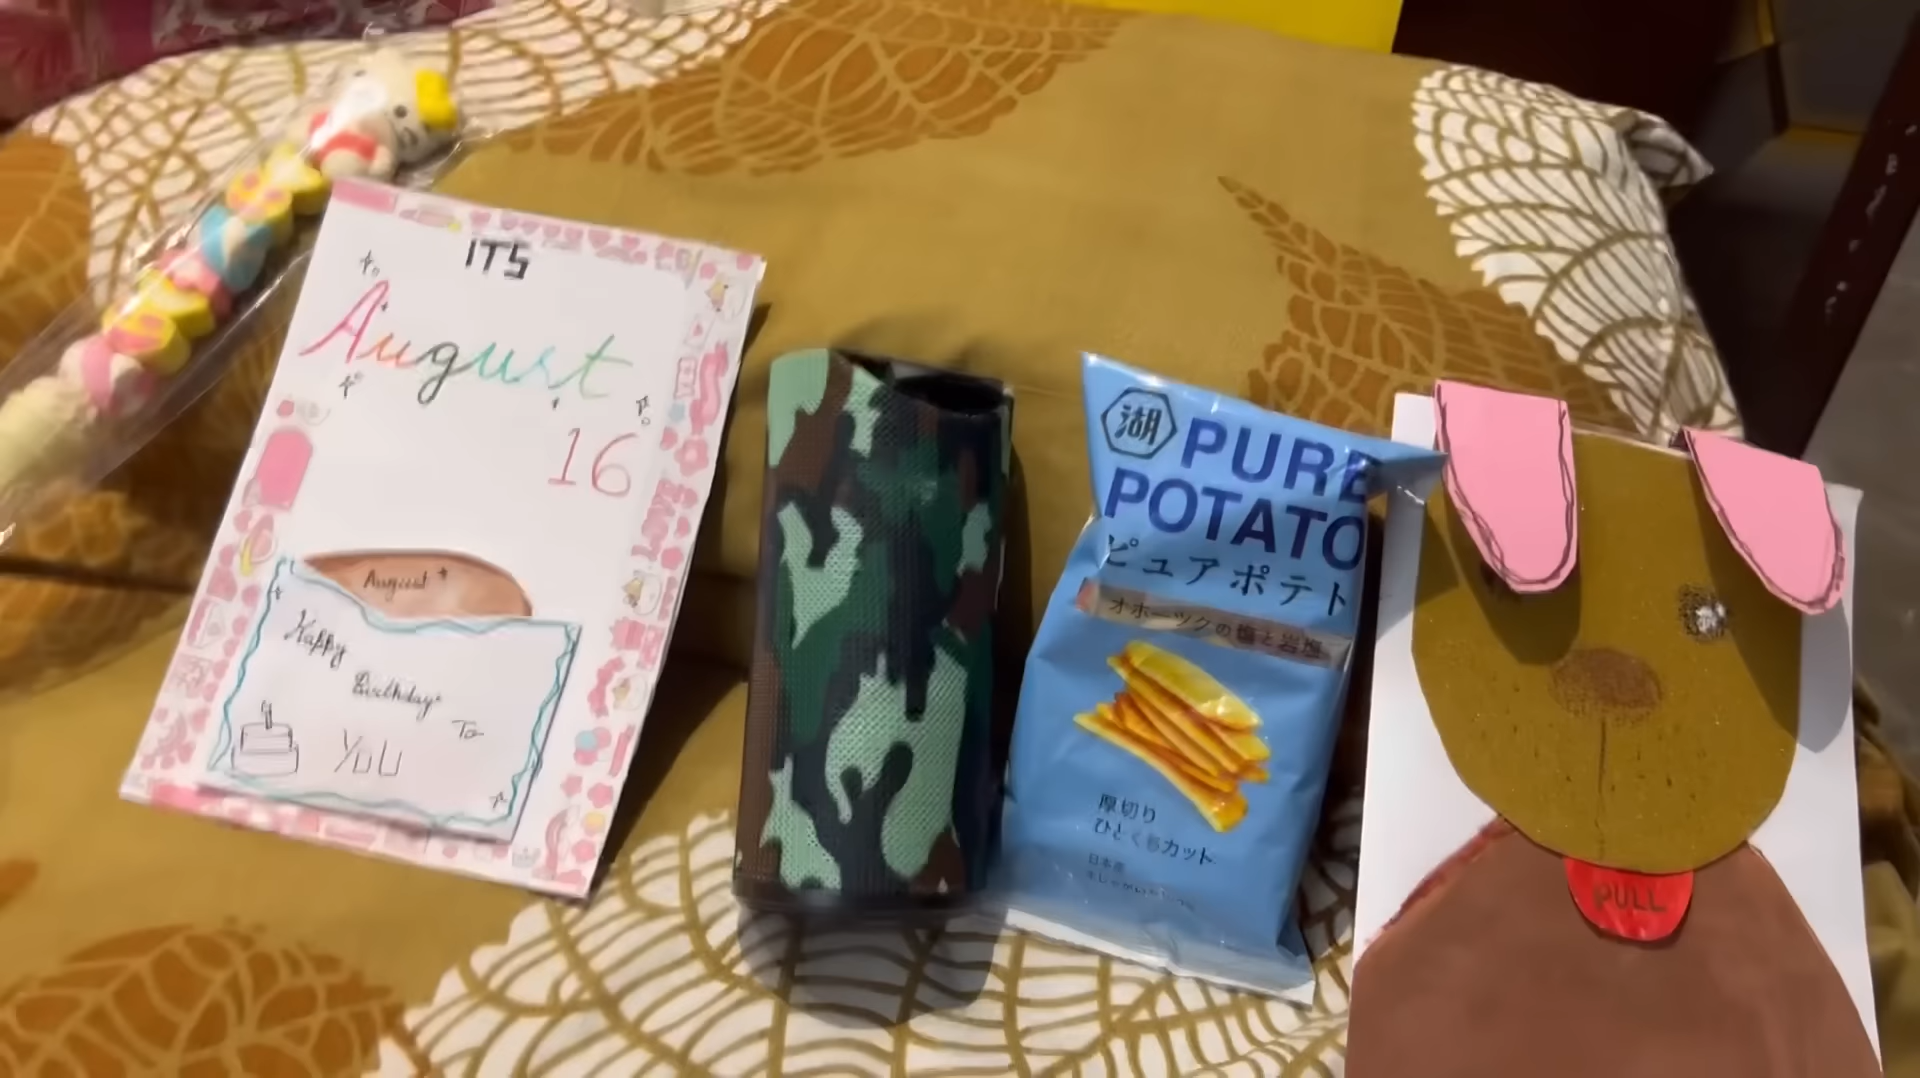 ITS
August
16
August
Happy
Birthday
To
YOU
湖
PURE
POTATO
ピュアポテト
オホーツクの塩と岩塩
厚切り
ひとくちカット
日本産
PULL